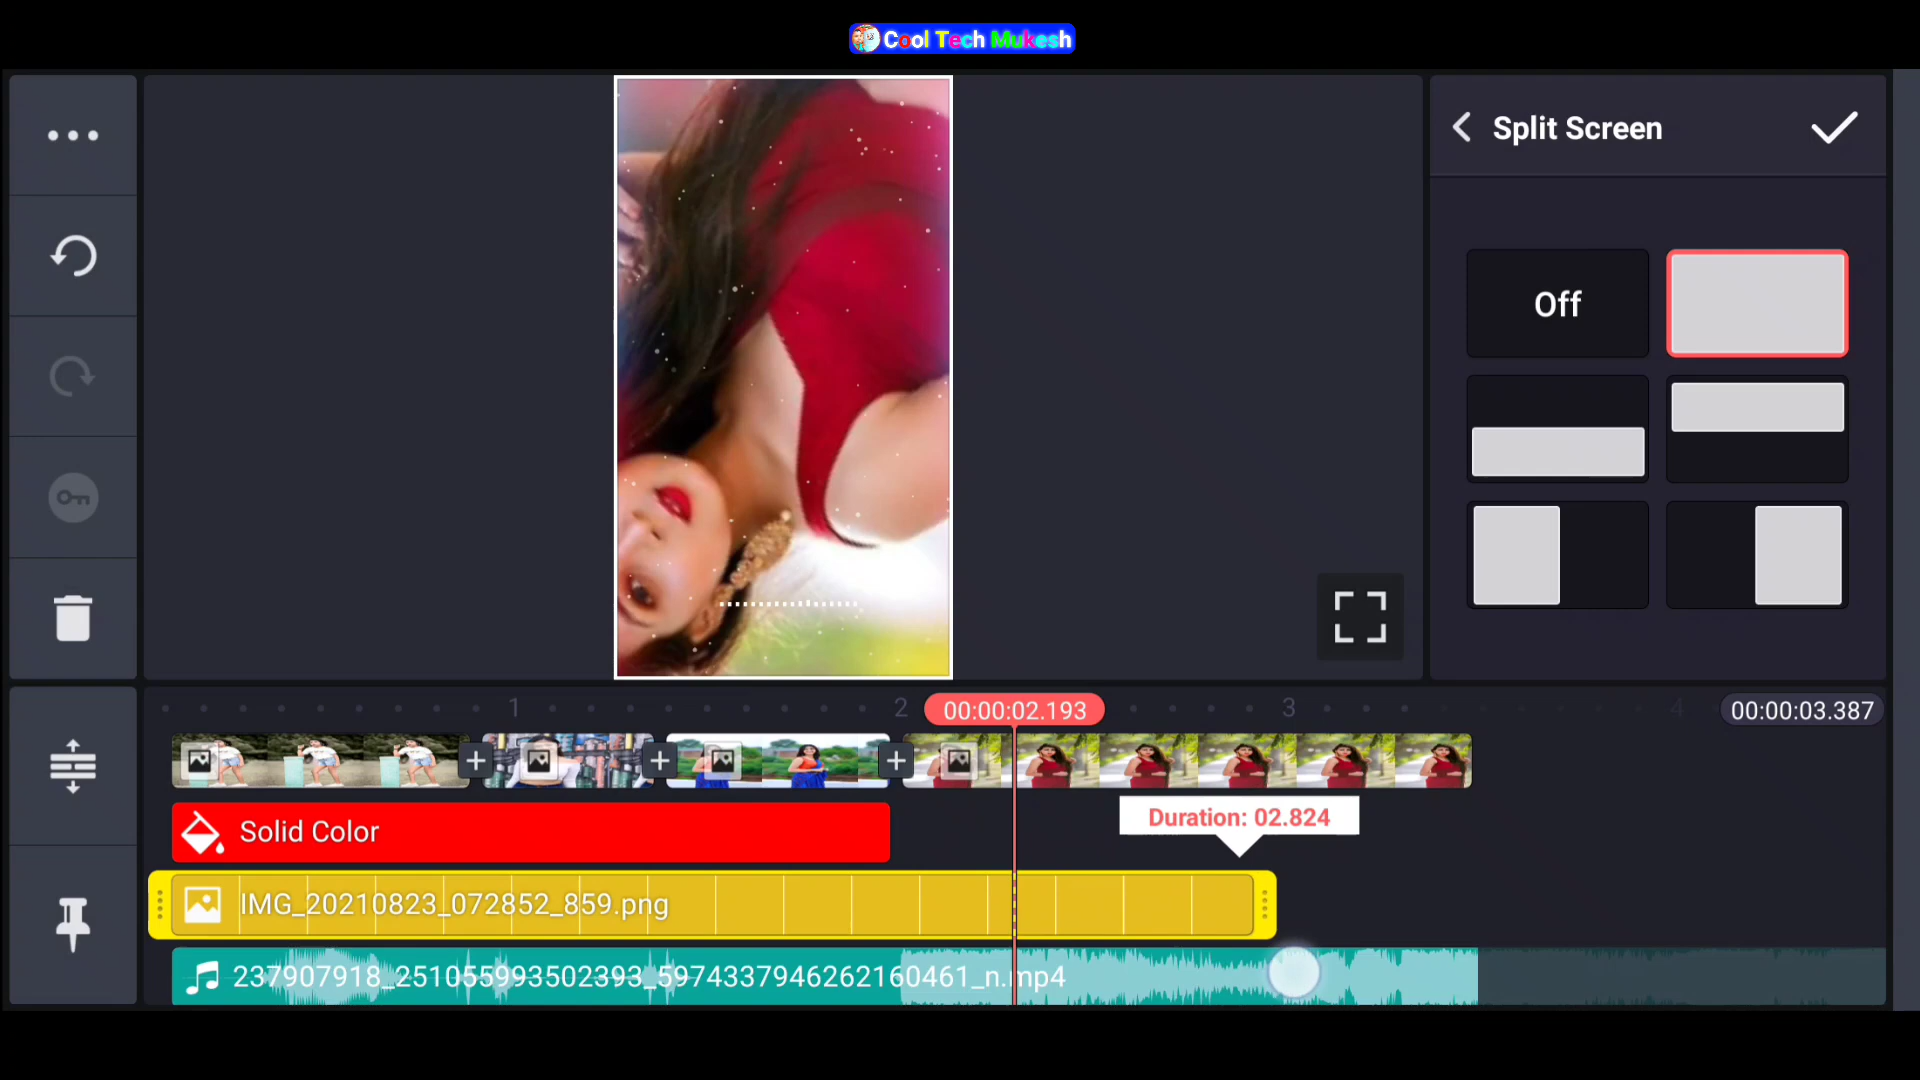 Cool Tech Mukesh
Split Screen
Off
1
2
00:00:02.193
3
4
00:00:03.387
Solid Color
Duration: 02.824
IMG_20210823_072852_859.png
237907918_251055993502393_5974337946262160461_n.mp4